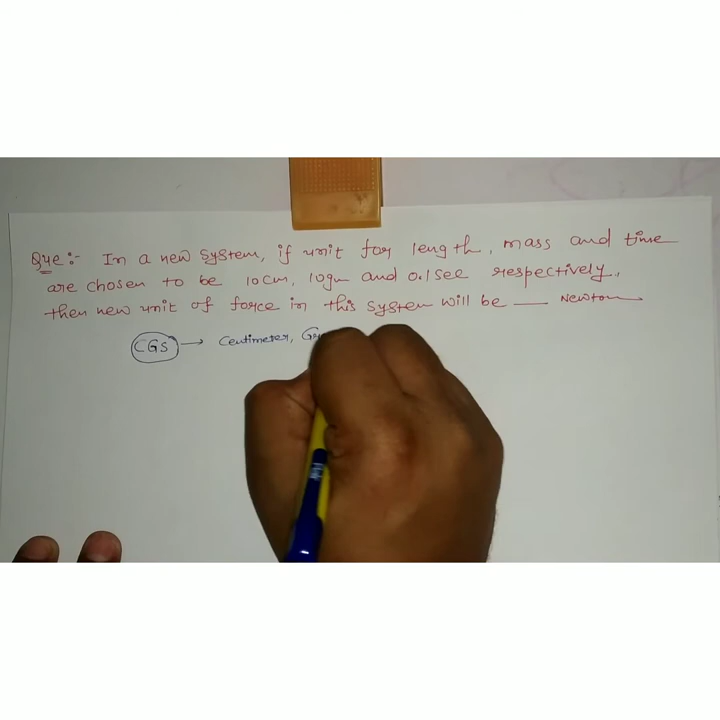 Que:- In a new system, if unit for length, mass and time
are chosen to be 10cm, 10gm and 0.1sec respectively,
then new unit of force in this system will be ___ Newton
CGS → Centimeter,